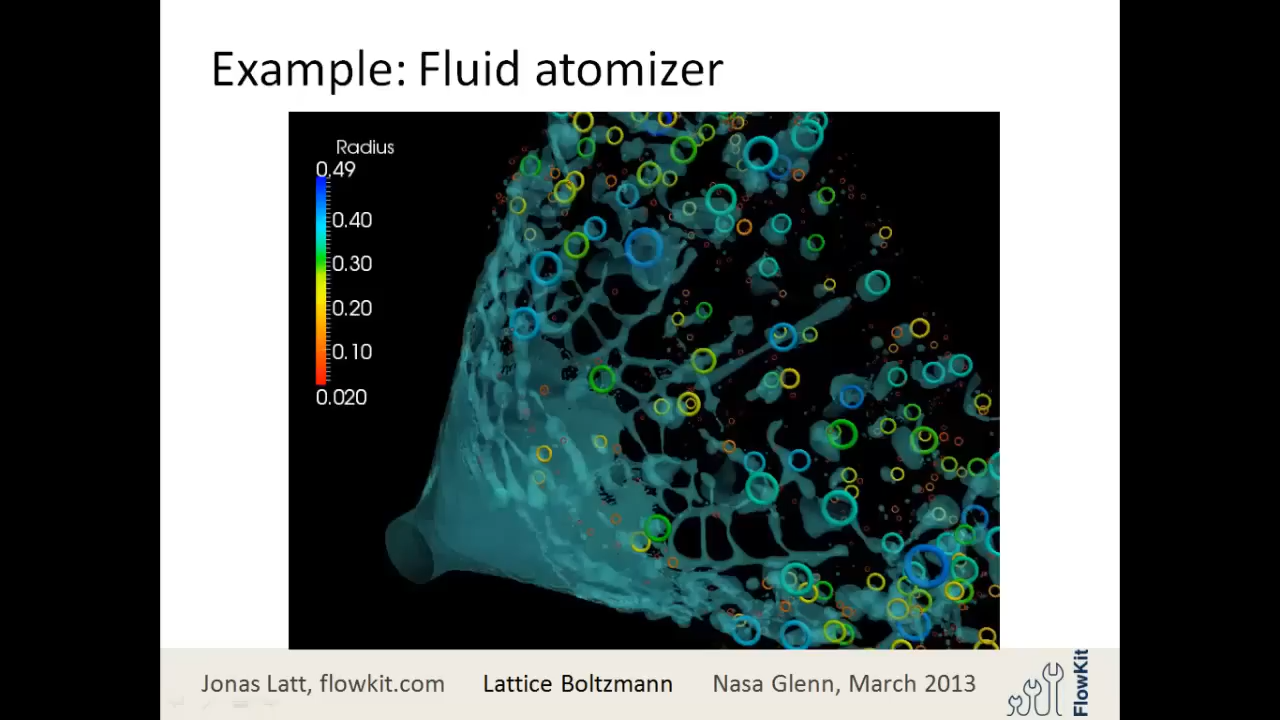 Example: Fluid atomizer
Radius
0.49
0.40
0.30
0.20
0.10
0.020
Jonas Latt, flowkit.com Lattice Boltzmann Nasa Glenn, March 2013
FlowKit